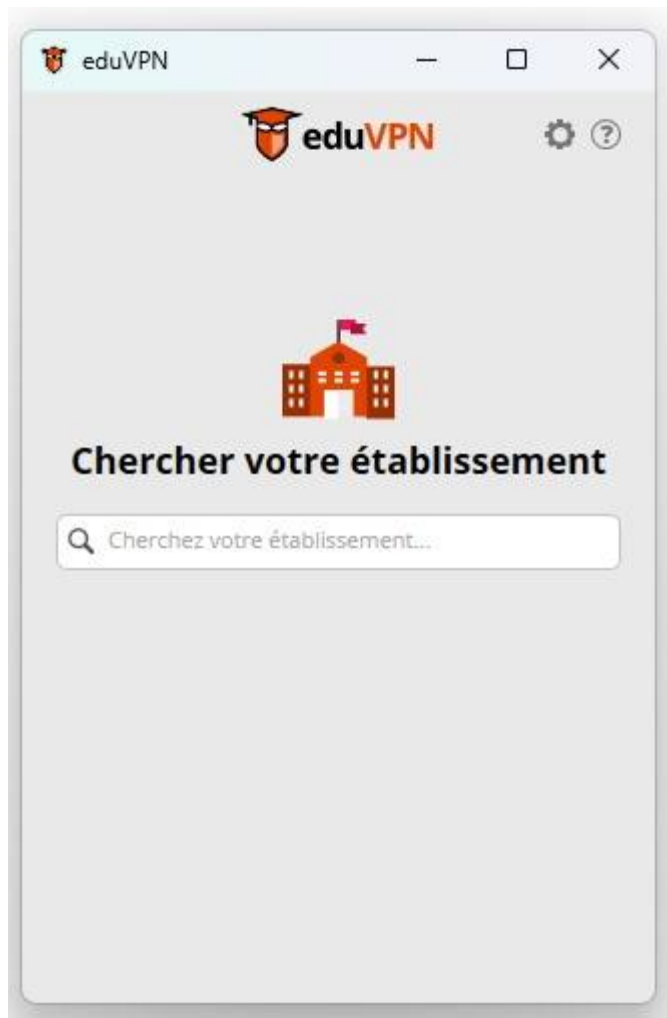 eduVPN
eduVPN
Chercher votre établissement
Cherchez votre établissement...